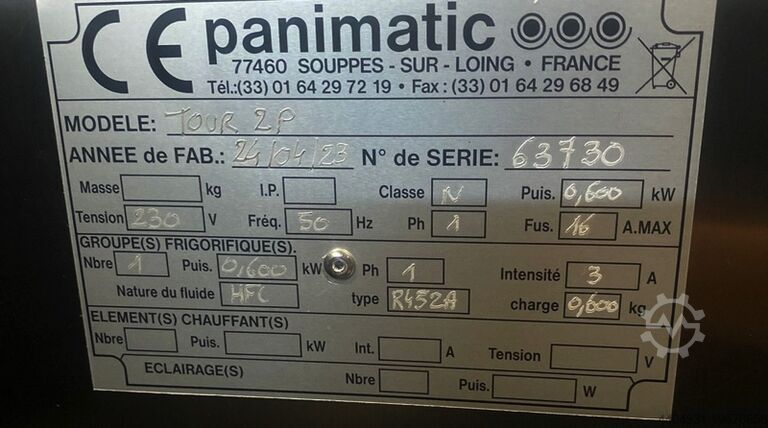 CE panimatic
77460 SOUPPES - SUR - LOING • FRANCE
Tél.:(33) 01 64 29 72 19 • Fax : (33) 01 64 29 68 49
MODELE: TOUR 2P
ANNEE de FAB.: 24/04/23 N° de SERIE: 63730
Masse kg I.P. Classe N Puis. 0,600 kW
Tension 230 V Fréq. 50 Hz Ph 1 Fus. 16 A.MAX
GROUPE(S) FRIGORIFIQUE(S).
Nbre 1 Puis. 0,600 kW Ph 1 Intensité 3 A
Nature du fluide HFC type R452A charge 0,600 kg
ELEMENT(S) CHAUFFANT(S)
Nbre Puis. kW Int. A Tension V
ECLAIRAGE(S) Nbre Puis. W